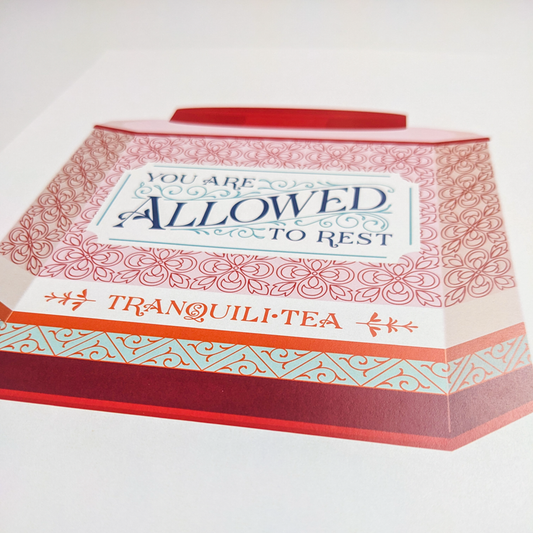 YOU ARE
ALLOWED
TO REST
TRANQUILI•TEA